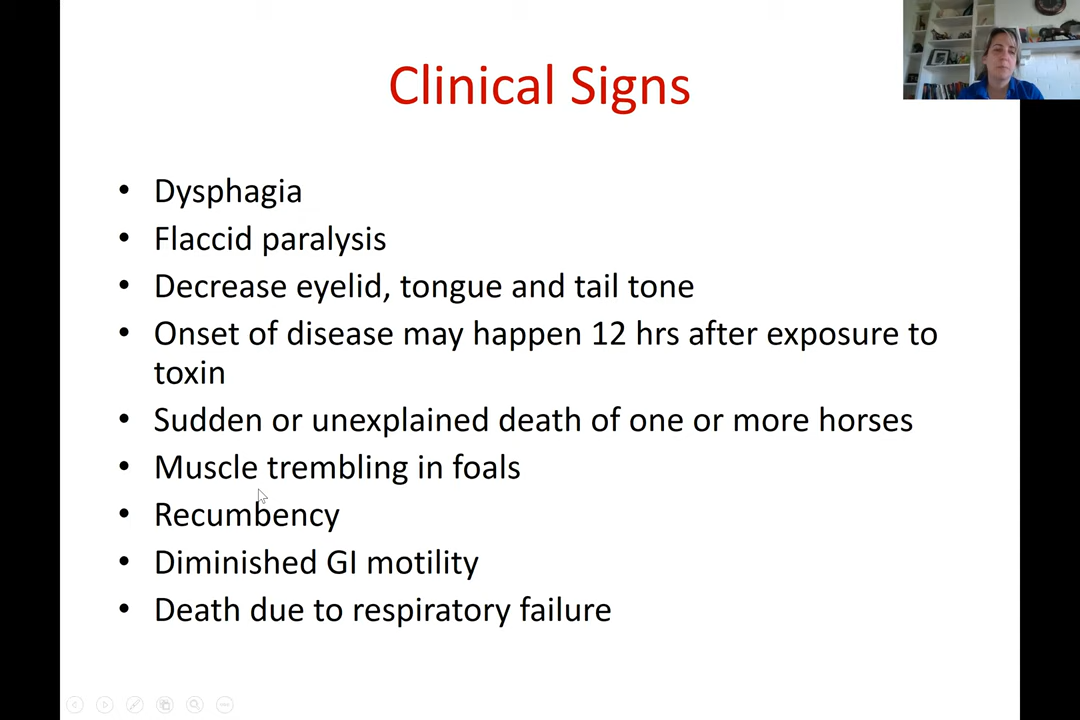 Clinical Signs
• Dysphagia
• Flaccid paralysis
• Decrease eyelid, tongue and tail tone
• Onset of disease may happen 12 hrs after exposure to
toxin
• Sudden or unexplained death of one or more horses
• Muscle trembling in foals
• Recumbency
• Diminished GI motility
• Death due to respiratory failure